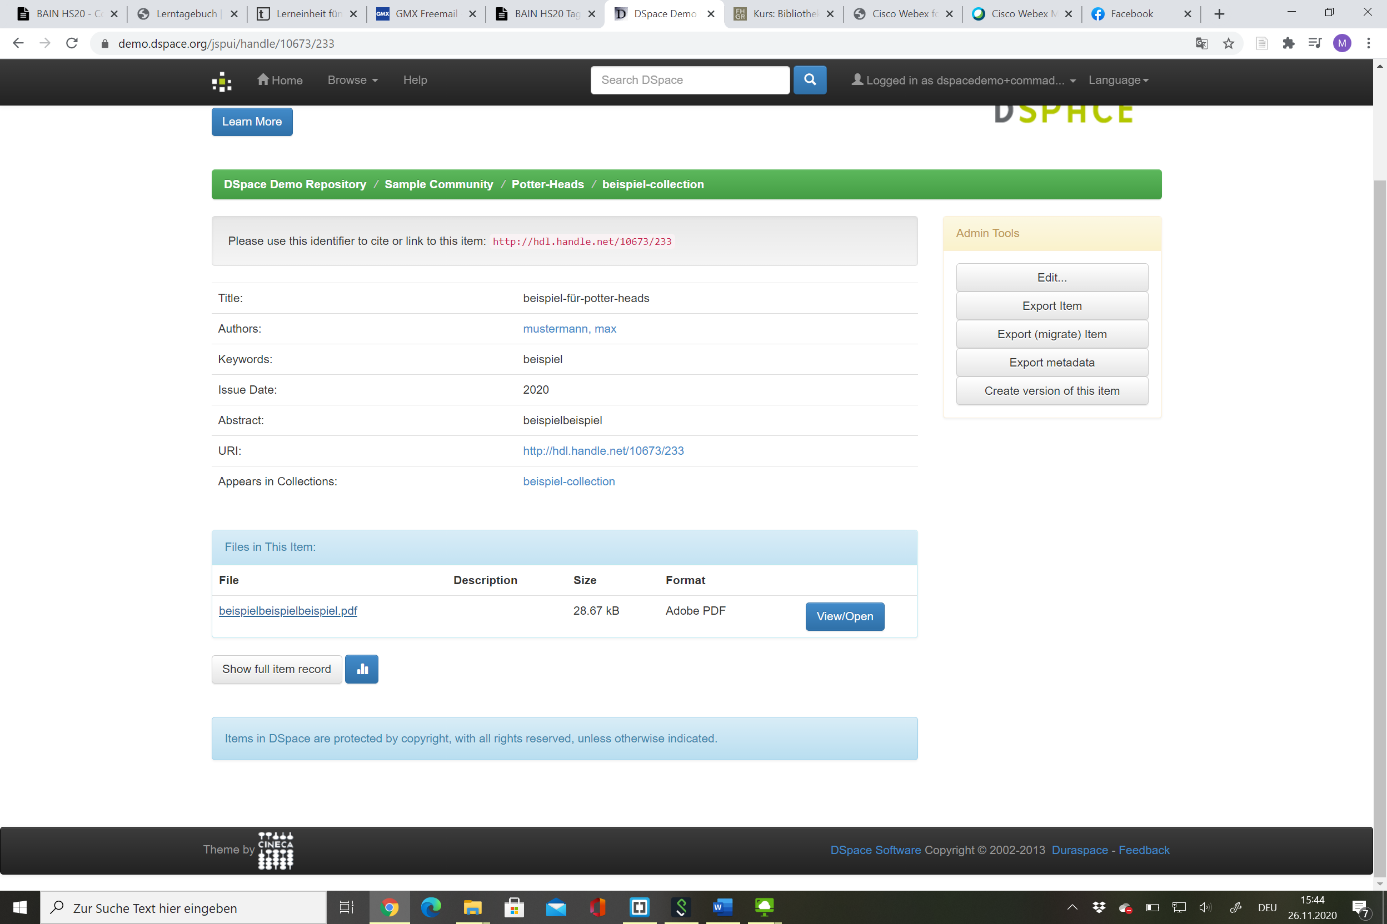 BAIN HS20 - G
Lerntagebuch
Lerneinheit für
GMX Freemail
BAIN HS20 Tag
DSpace Demo
Kurs: Bibliothe
Cisco Webex fo
Cisco Webex M
Facebook
demo.dspace.org/jspui/handle/10673/233
M
Home
Browse
Help
Search DSpace
Logged in as dspacedemo+commad...
Language
Learn More
DSPACE
DSpace Demo Repository / Sample Community / Potter-Heads / beispiel-collection
Please use this identifier to cite or link to this item: http://hdl.handle.net/10673/233
Title: beispiel-für-potter-heads
Authors: mustermann, max
Keywords: beispiel
Issue Date: 2020
Abstract: beispielbeispiel
URI: http://hdl.handle.net/10673/233
Appears in Collections: beispiel-collection
Admin Tools
Edit...
Export Item
Export (migrate) Item
Export metadata
Create version of this item
Files in This Item:
File Description Size Format
beispielbeispielbeispiel.pdf 28.67 kB Adobe PDF View/Open
Show full item record
Items in DSpace are protected by copyright, with all rights reserved, unless otherwise indicated.
Theme by CINECA
DSpace Software Copyright © 2002-2013 Duraspace - Feedback
Zur Suche Text hier eingeben
DEU
15:44
26.11.2020
7